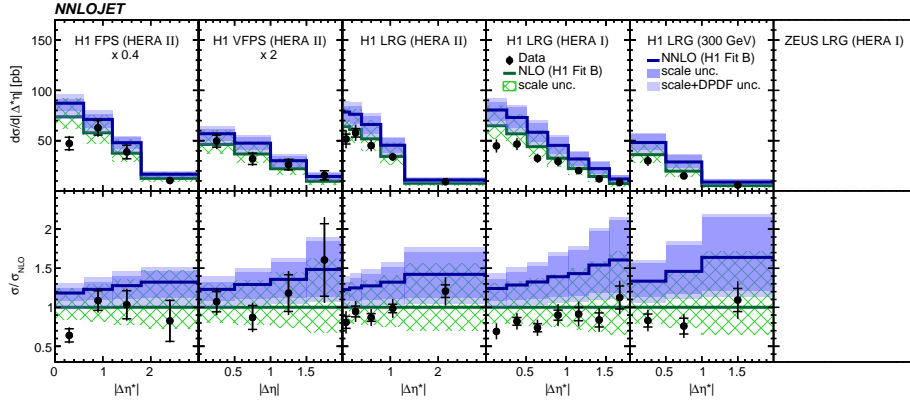 NNLOJET
H1 FPS (HERA II)
x 0.4
H1 VFPS (HERA II)
x 2
H1 LRG (HERA II)
H1 LRG (HERA I)
H1 LRG (300 GeV)
ZEUS LRG (HERA I)
Data
NLO (H1 Fit B)
scale unc.
NNLO (H1 Fit B)
scale unc.
scale+DPDF unc.
dσ/d| Δ*η| [pb]
150
100
50
σ/σNLO
2
1.5
1
0.5
0 1 2 3
0.5 1 1.5
1 2
0.5 1 1.5
0.5 1 1.5
|Δη*| |Δη| |Δη*| |Δη*| |Δη*|